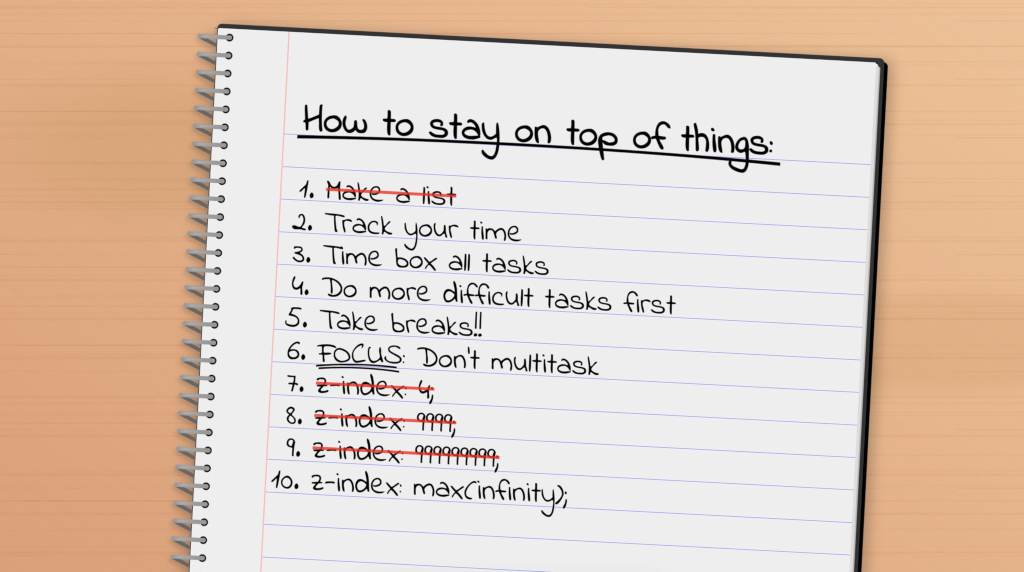 How to stay on top of things:
1. Make a list
2. Track your time
3. Time box all tasks
4. Do more difficult tasks first
5. Take breaks!!
6. FOCUS: Don't multitask
7. z-index: 4;
8. z-index: 9999;
9. z-index: 999999999;
10. z-index: max(infinity);